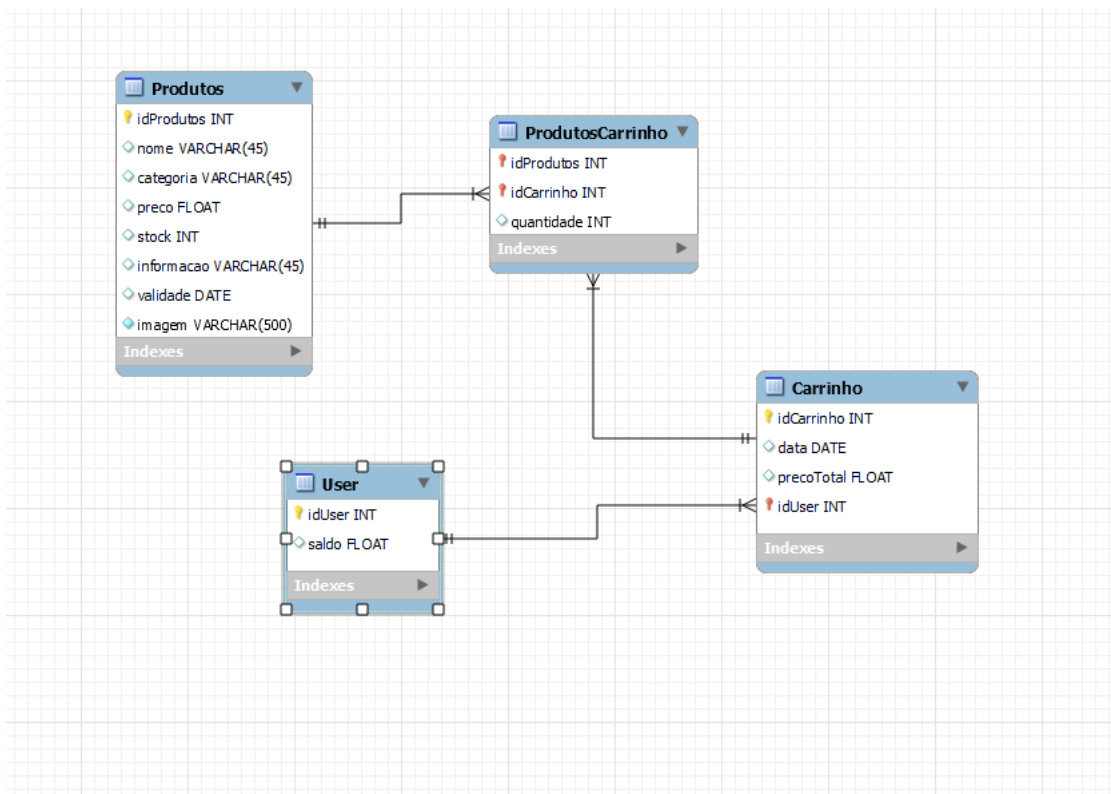 Produtos
idProdutos INT
nome VARCHAR(45)
categoria VARCHAR(45)
preco FLOAT
stock INT
informacao VARCHAR(45)
validade DATE
imagem VARCHAR(500)
Indexes
ProdutosCarrinho
idProdutos INT
idCarrinho INT
quantidade INT
Indexes
Carrinho
idCarrinho INT
data DATE
precoTotal FLOAT
idUser INT
Indexes
User
idUser INT
saldo FLOAT
Indexes